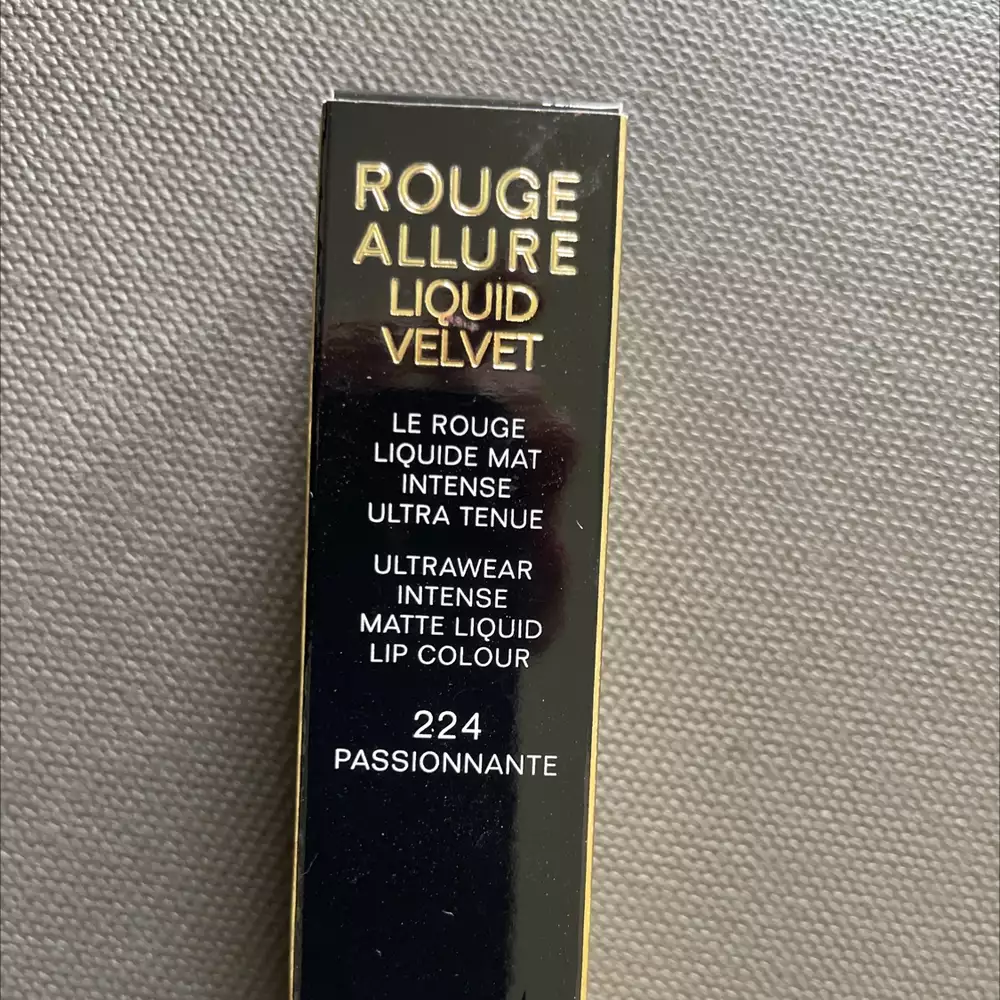 ROUGE
ALLURE
LIQUID
VELVET
LE ROUGE
LIQUIDE MAT
INTENSE
ULTRA TENUE
ULTRAWEAR
INTENSE
MATTE LIQUID
LIP COLOUR
224
PASSIONNANTE